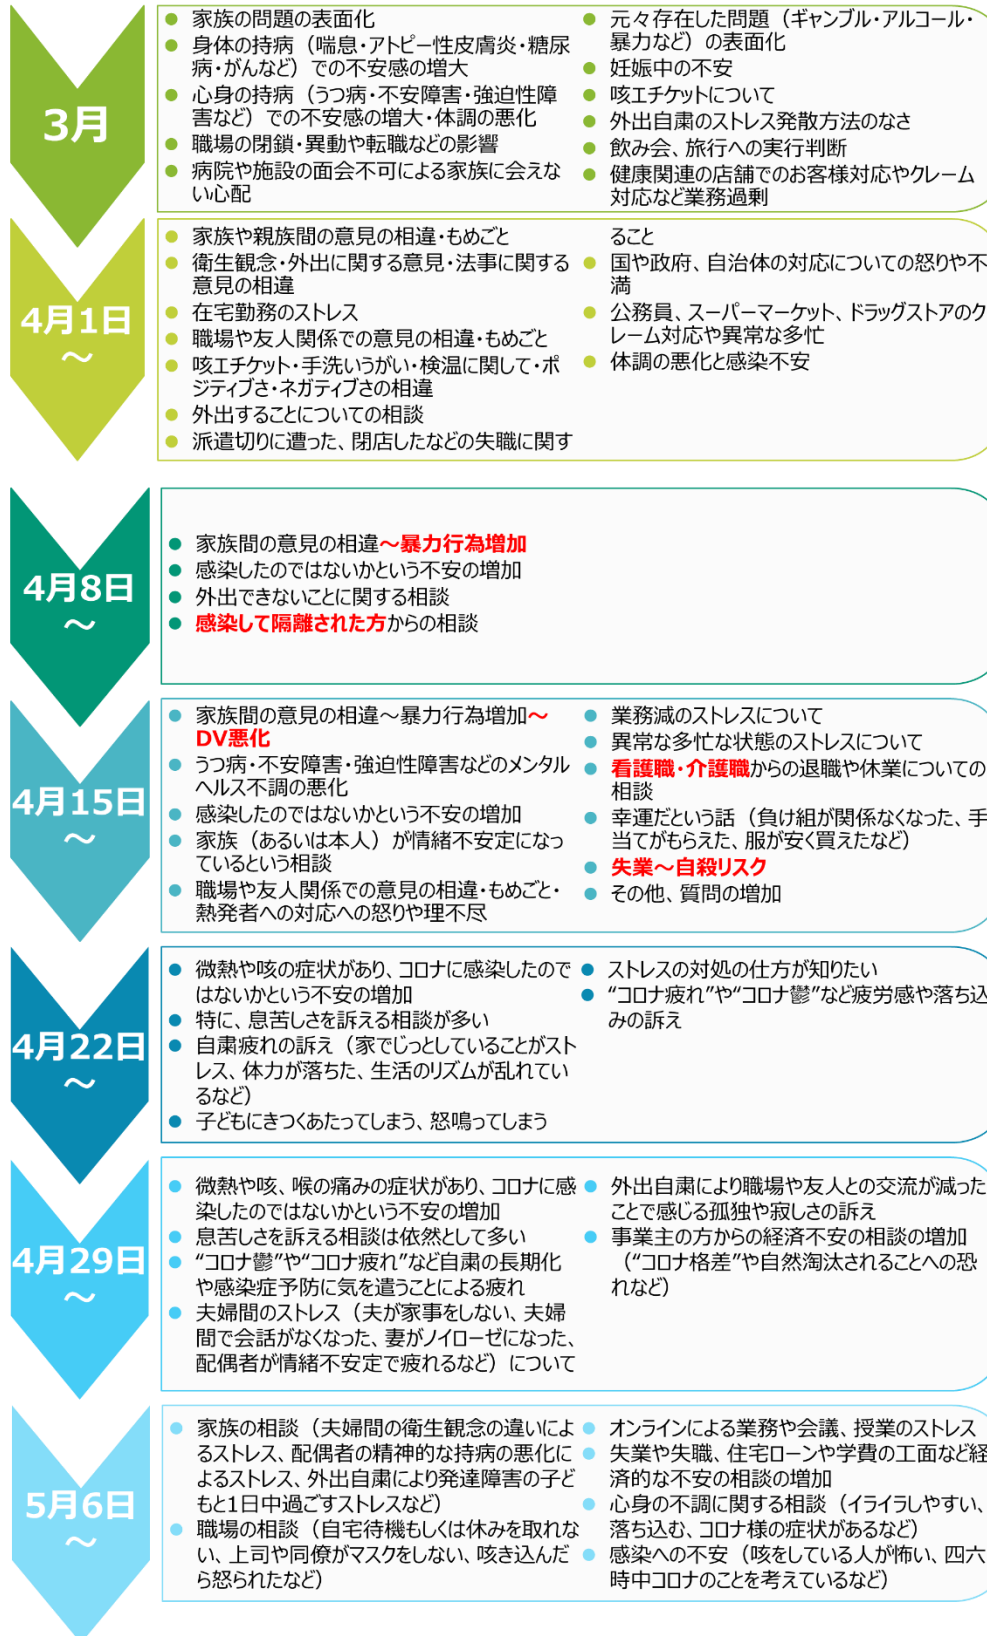 3月
家族の問題の表面化
身体の持病（喘息・アトピー性皮膚炎・糖尿
病・がんなど）での不安感の増大
心身の持病（うつ病・不安障害・強迫性障
害など）での不安感の増大・体調の悪化
職場の閉鎖・異動や転職などの影響
病院や施設の面会不可による家族に会えな
い心配
元々存在した問題（ギャンブル・アルコール・
暴力など）の表面化
妊娠中の不安
咳エチケットについて
外出自粛のストレス発散方法のなさ
飲み会、旅行への実行判断
健康関連の店舗でのお客様対応やクレーム
対応など業務過剰
4月1日
～
家族や親族間の意見の相違・もめごと
衛生観念・外出に関する意見・法事に関する
意見の相違
在宅勤務のストレス
職場や友人関係での意見の相違・もめごと
咳エチケット・手洗いうがい・検温に関して・ポ
ジティブさ・ネガティブさの相違
外出することについての相談
派遣切りに遭った、閉店したなどの失職に関す
ること
国や政府、自治体の対応についての怒りや不
満
公務員、スーパーマーケット、ドラッグストアのク
レーム対応や異常な多忙
体調の悪化と感染不安
4月8日
～
家族間の意見の相違～暴力行為増加
感染したのではないかという不安の増加
外出できないことに関する相談
感染して隔離された方からの相談
4月15日
～
家族間の意見の相違～暴力行為増加～
DV悪化
うつ病・不安障害・強迫性障害などのメンタル
ヘルス不調の悪化
感染したのではないかという不安の増加
家族（あるいは本人）が情緒不安定になっ
ているという相談
職場や友人関係での意見の相違・もめごと・
熱発者への対応への怒りや理不尽
業務減のストレスについて
異常な多忙な状態のストレスについて
看護職・介護職からの退職や休業についての
相談
幸運だという話（負け組が関係なくなった、手
当てがもらえた、服が安く買えたなど）
失業～自殺リスク
その他、質問の増加
4月22日
～
微熱や咳の症状があり、コロナに感染したので
はないかという不安の増加
特に、息苦しさを訴える相談が多い
自粛疲れの訴え（家でじっとしていることがスト
レス、体力が落ちた、生活のリズムが乱れてい
るなど）
子どもにきつくあたってしまう、怒鳴ってしまう
ストレスの対処の仕方が知りたい
“コロナ疲れ”や“コロナ鬱”など疲労感や落ち込
みの訴え
4月29日
～
微熱や咳、喉の痛みの症状があり、コロナに感
染したのではないかという不安の増加
息苦しさを訴える相談は依然として多い
“コロナ鬱”や“コロナ疲れ”など自粛の長期化
や感染症予防に気を遣うことによる疲れ
夫婦間のストレス（夫が家事をしない、夫婦
間で会話がなくなった、妻がノイローゼになった、
配偶者が情緒不安定で疲れるなど）について
外出自粛により職場や友人との交流が減った
ことで感じる孤独や寂しさの訴え
事業主の方からの経済不安の相談の増加
（“コロナ格差”や自然淘汰されることへの恐
れなど）
5月6日
～
家族の相談（夫婦間の衛生観念の違いによ
るストレス、配偶者の精神的な持病の悪化に
よるストレス、外出自粛により発達障害の子ど
もと1日中過ごすストレスなど）
職場の相談（自宅待機もしくは休みを取れな
い、上司や同僚がマスクをしない、咳き込んだ
ら怒られたなど）
オンラインによる業務や会議、授業のストレス
失業や失職、住宅ローンや学費の工面など経
済的な不安の相談の増加
心身の不調に関する相談（イライラしやすい、
落ち込む、コロナ様の症状があるなど）
感染への不安（咳をしている人が怖い、四六
時中コロナのことを考えているなど）